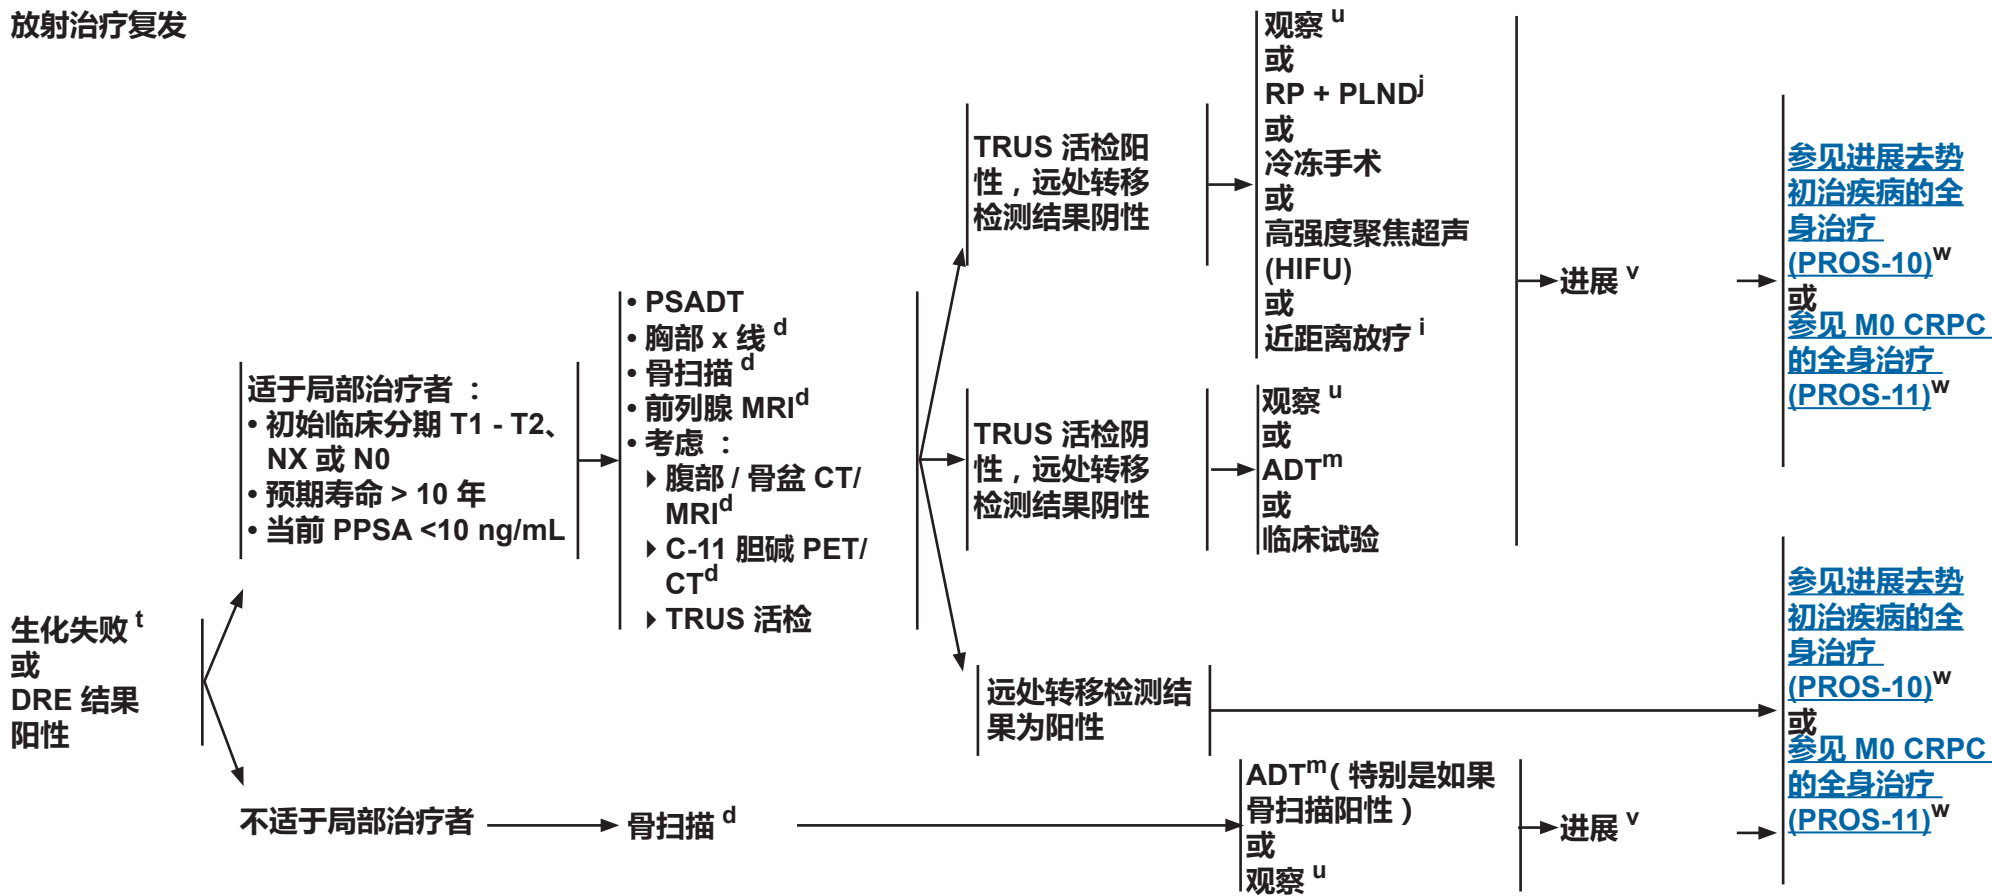 放射治疗复发
生化失败 t
或
DRE 结果
阳性
适于局部治疗者 ：
• 初始临床分期 T1 - T2、
NX 或 N0
• 预期寿命 > 10 年
• 当前 PPSA <10 ng/mL
不适于局部治疗者
• PSADT
• 胸部 x 线 d
• 骨扫描 d
• 前列腺 MRI d
• 考虑 ：
腹部 / 骨盆 CT/
MRI d
C-11 胆碱 PET/
CT d
TRUS 活检
骨扫描 d
TRUS 活检阳
性，远处转移
检测结果阴性
TRUS 活检阴
性，远处转移
检测结果阴性
远处转移检测结
果为阳性
观察 u
或
RP + PLND j
或
冷冻手术
或
高强度聚焦超声
(HIFU)
或
近距离放疗 i
观察 u
或
ADT m
或
临床试验
ADT m ( 特别是如果
骨扫描阳性 )
或
观察 u
进展 v
进展 v
参见进展去势
初治疾病的全
身治疗
(PROS-10) w
或
参见 M0 CRPC
的全身治疗
(PROS-11) w
参见进展去势
初治疾病的全
身治疗
(PROS-10) w
或
参见 M0 CRPC
的全身治疗
(PROS-11) w